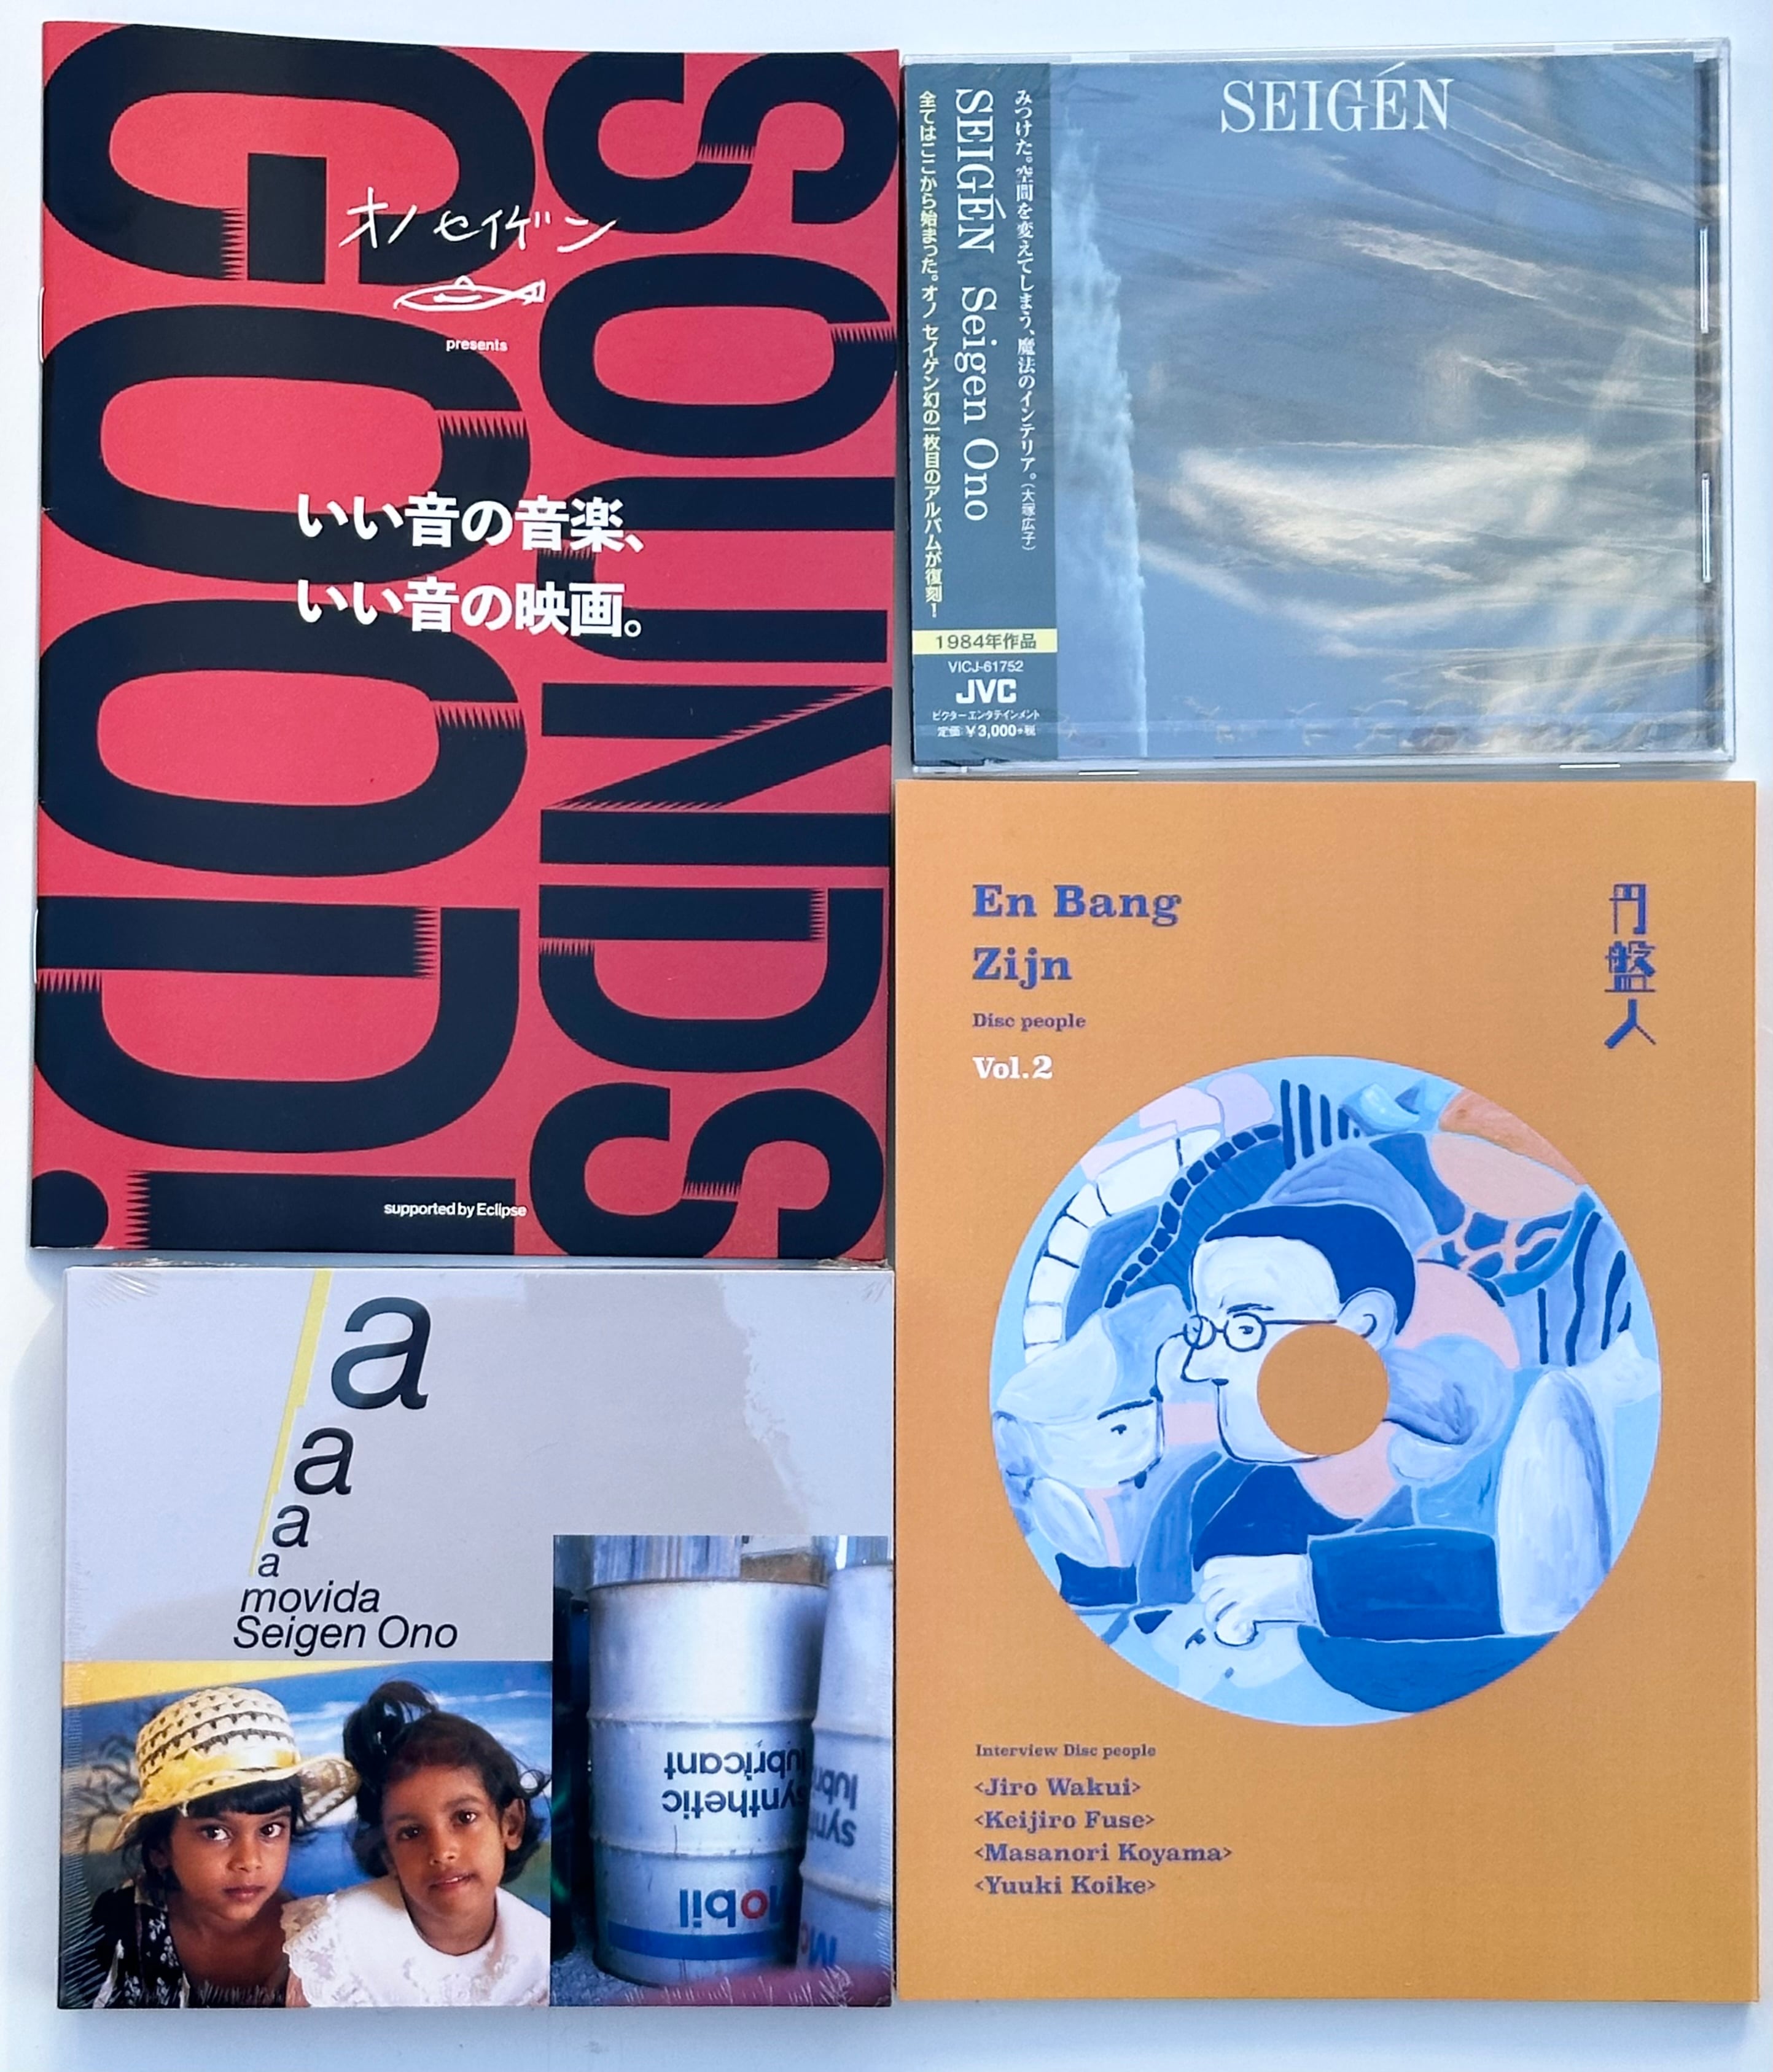 GOOD SOUNDS!
オノ セイゲン
presents
いい音の音楽、
いい音の映画。
supported by Eclipse
SEIGÉN
みつけた。空間を変えてしまう、魔法のインテリア。(大塚広子)
SEIGÉN Seigen Ono
全てはここから始まった。オノ セイゲン幻の一枚目のアルバムが復刻!
1984年作品
VICJ-61752
JVC
ビクターエンタテインメント
定価 ¥3,000+税
/a
a
a
a
movida
Seigen Ono
synthetic
lubricant
Mobil
En Bang
Zijn
Disc people
Vol.2
円盤人
Interview Disc people
<Jiro Wakui>
<Keijiro Fuse>
<Masanori Koyama>
<Yuuki Koike>